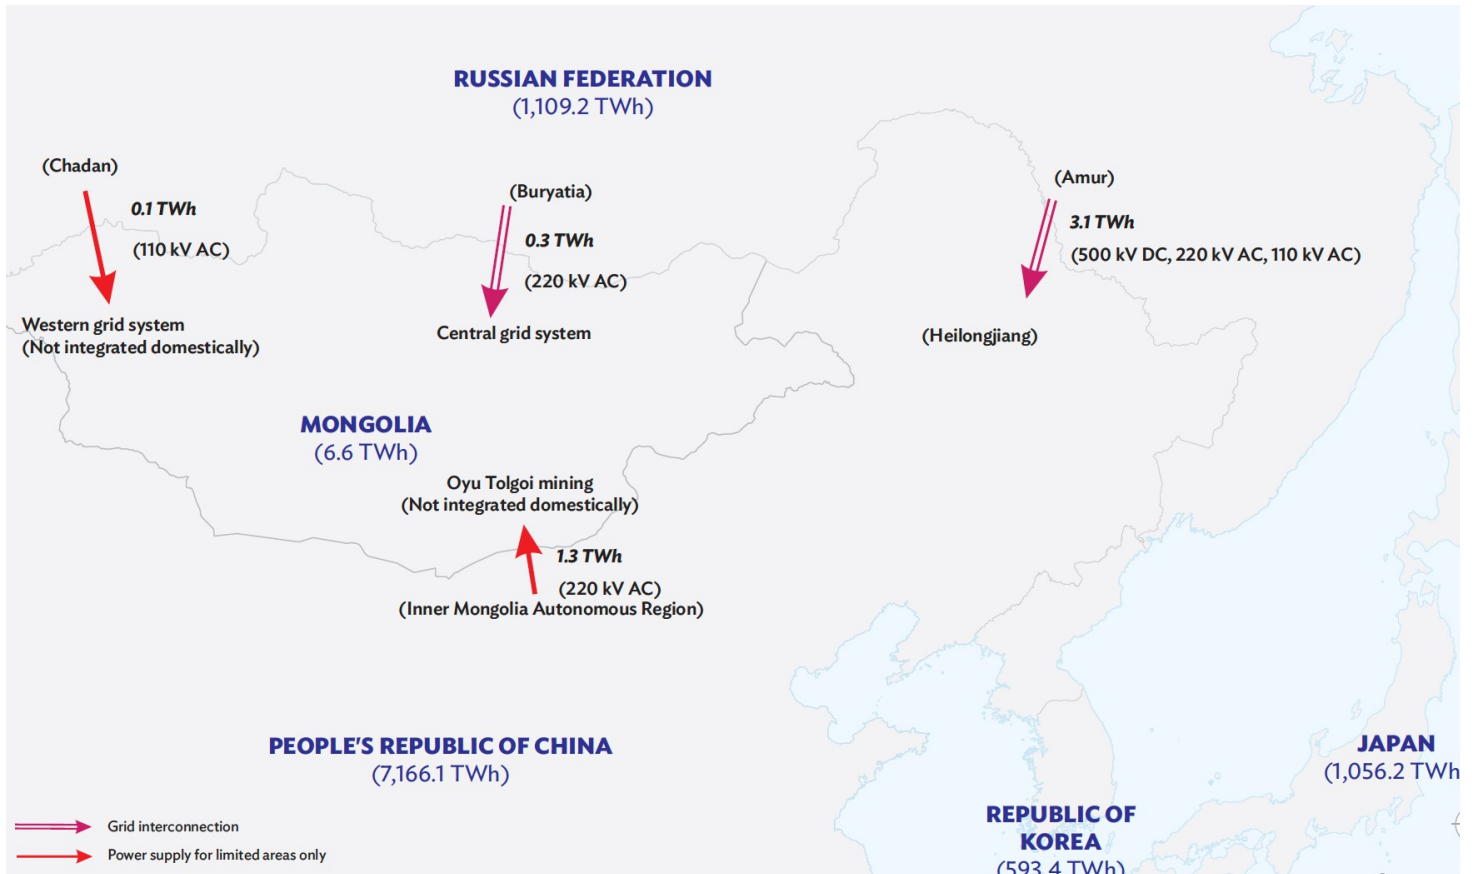 RUSSIAN FEDERATION
(1,109.2 TWh)
(Chadan)
0.1 TWh
(110 kV AC)
Western grid system
(Not integrated domestically)
(Buryatia)
0.3 TWh
(220 kV AC)
Central grid system
(Amur)
3.1 TWh
(500 kV DC, 220 kV AC, 110 kV AC)
(Heilongjiang)
MONGOLIA
(6.6 TWh)
Oyu Tolgoi mining
(Not integrated domestically)
1.3 TWh
(220 kV AC)
(Inner Mongolia Autonomous Region)
PEOPLE'S REPUBLIC OF CHINA
(7,166.1 TWh)
JAPAN
(1,056.2 TWh
REPUBLIC OF
KOREA
(593.4 TWh)
Grid interconnection
Power supply for limited areas only